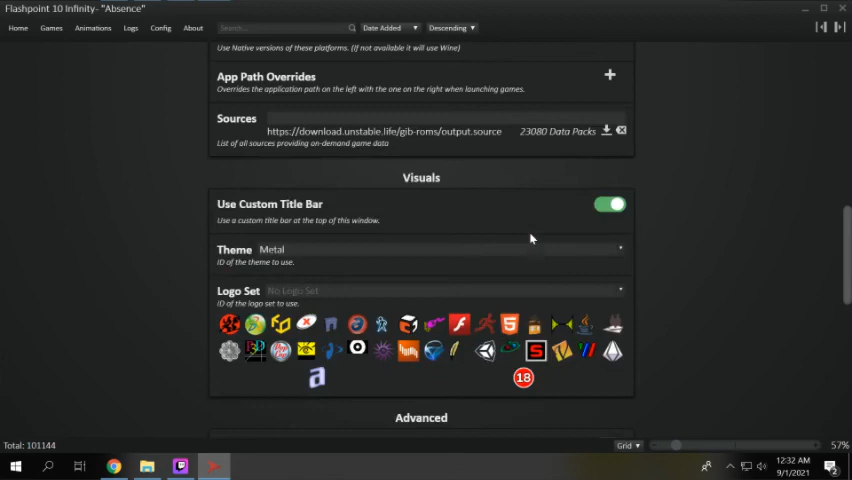 Flashpoint 10 Infinity- "Absence"
Home Games Animations Logs Config About Search... Date Added Descending
Use Native versions of these platforms. (If not available it will use Wine)
App Path Overrides
Overrides the application path on the left with the one on the right when launching games.
Sources
https://download.unstable.life/gib-roms/output.source 23080 Data Packs
List of all sources providing on-demand game data
Visuals
Use Custom Title Bar
Use a custom title bar at the top of this window.
Theme Metal
ID of the theme to use.
Logo Set No Logo Set
ID of the logo set to use.
18
Advanced
Total: 101144 Grid 57%
12:32 AM
9/1/2021
2